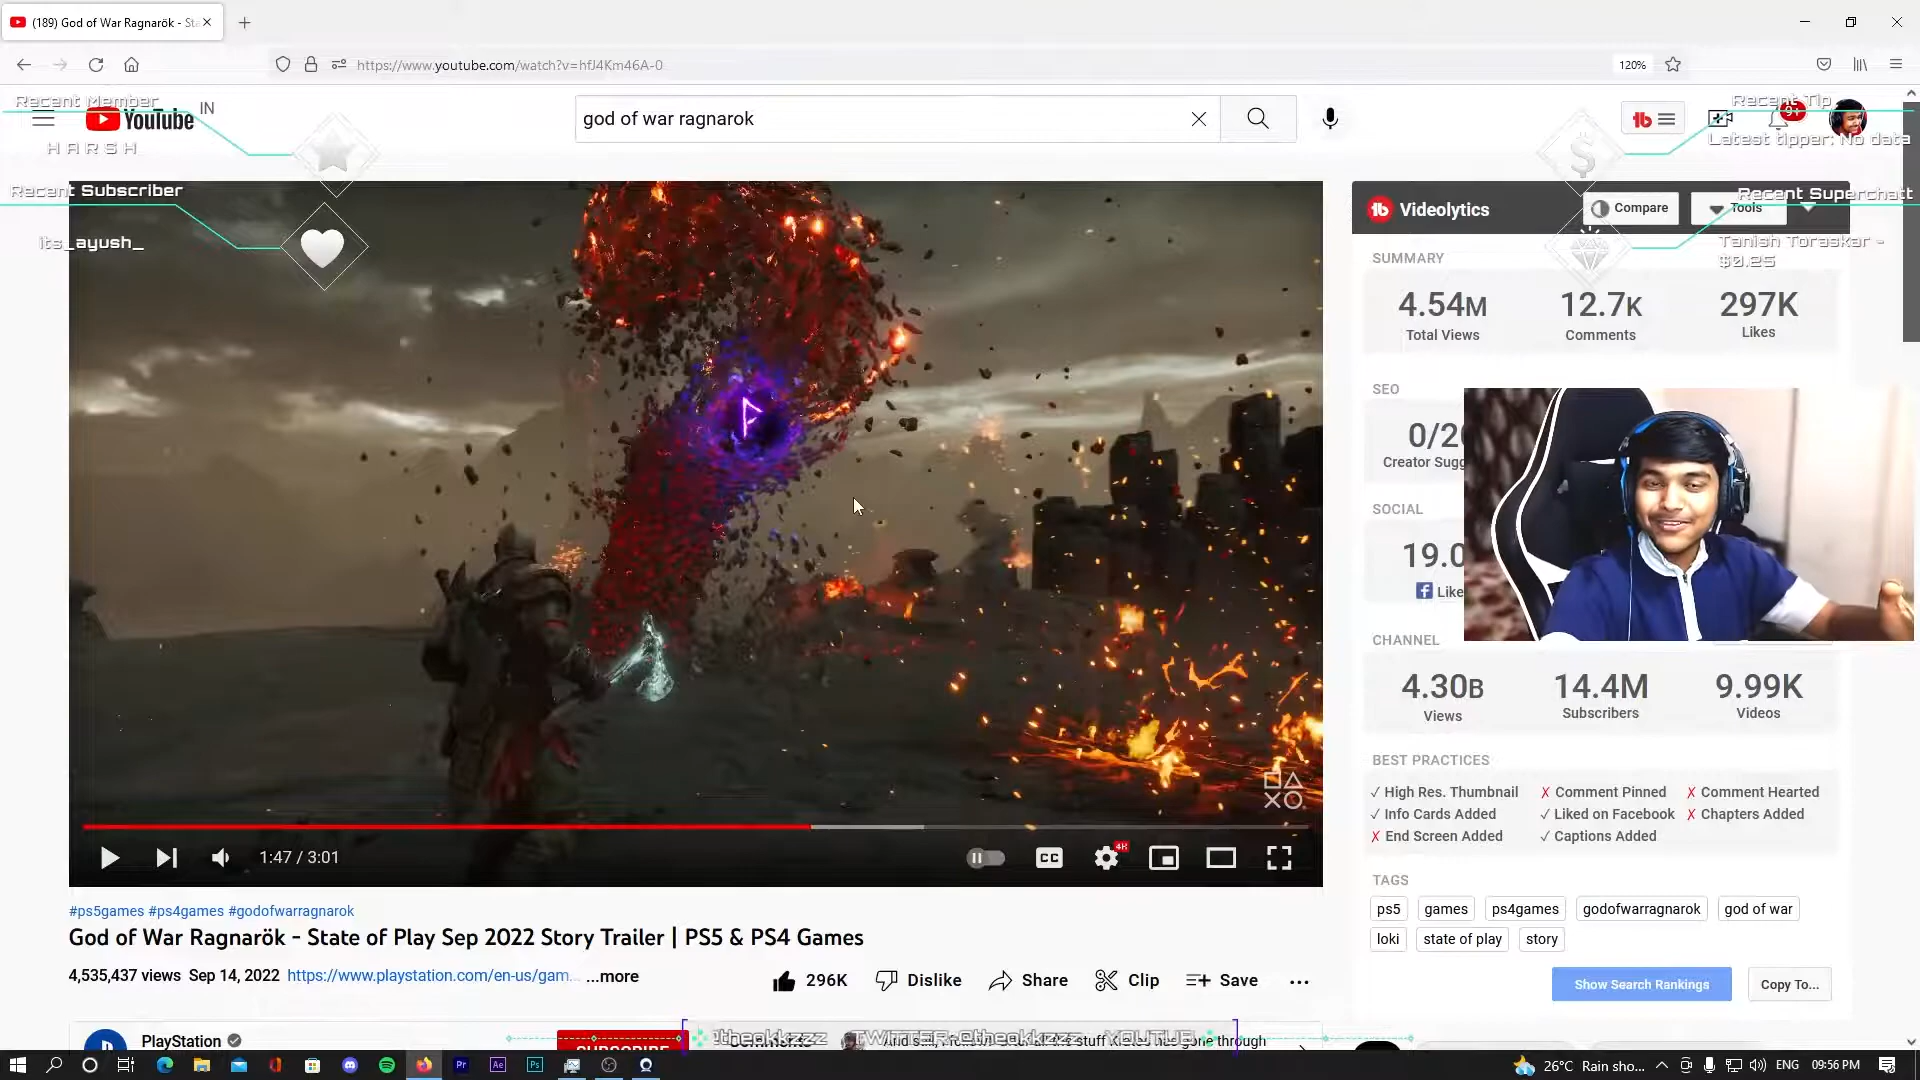 (189) God of War Ragnarök - Sta
https://www.youtube.com/watch?v=hfJ4Km46A-0
120%
Recent Member
YouTube IN
HARSH
god of war ragnarok
Recent Tip
9+
Latest tipper: No data
Recent Subscriber
its_ayush_
Videolytics
Compare
Tools
Recent Superchatt
Tanish Toraskar -
$0.25
SUMMARY
4.54M 12.7K 297K
Total Views Comments Likes
SEO
Creator Sugg
SOCIAL
19.0
Like
CHANNEL
4.30B 14.4M 9.99K
Views Subscribers Videos
BEST PRACTICES
✓ High Res. Thumbnail ✗ Comment Pinned ✗ Comment Hearted
✓ Info Cards Added ✓ Liked on Facebook ✗ Chapters Added
✗ End Screen Added ✓ Captions Added
TAGS
ps5 games ps4games godofwarragnarok god of war
loki state of play story
Show Search Rankings Copy To...
1:47 / 3:01
CC
4K
#ps5games #ps4games #godofwarragnarok
God of War Ragnarök - State of Play Sep 2022 Story Trailer | PS5 & PS4 Games
4,535,437 views Sep 14, 2022 https://www.playstation.com/en-us/gam... ...more
296K Dislike Share Clip Save
PlayStation
SUBSCRIBE
TWITTER
through
26°C Rain sho...
ENG
09:56 PM